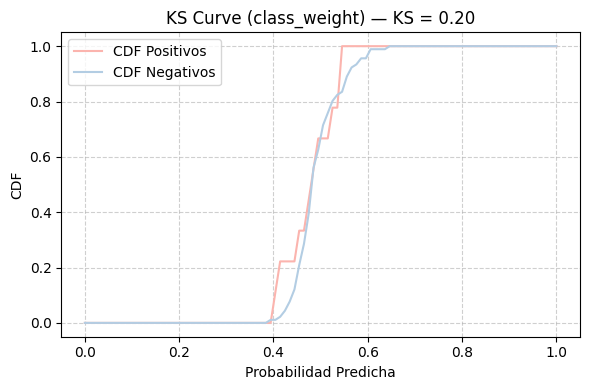 KS Curve (class_weight) — KS = 0.20
CDF Positivos
CDF Negativos
1.0
0.8
0.6
0.4
0.2
0.0
CDF
0.0 0.2 0.4 0.6 0.8 1.0
Probabilidad Predicha